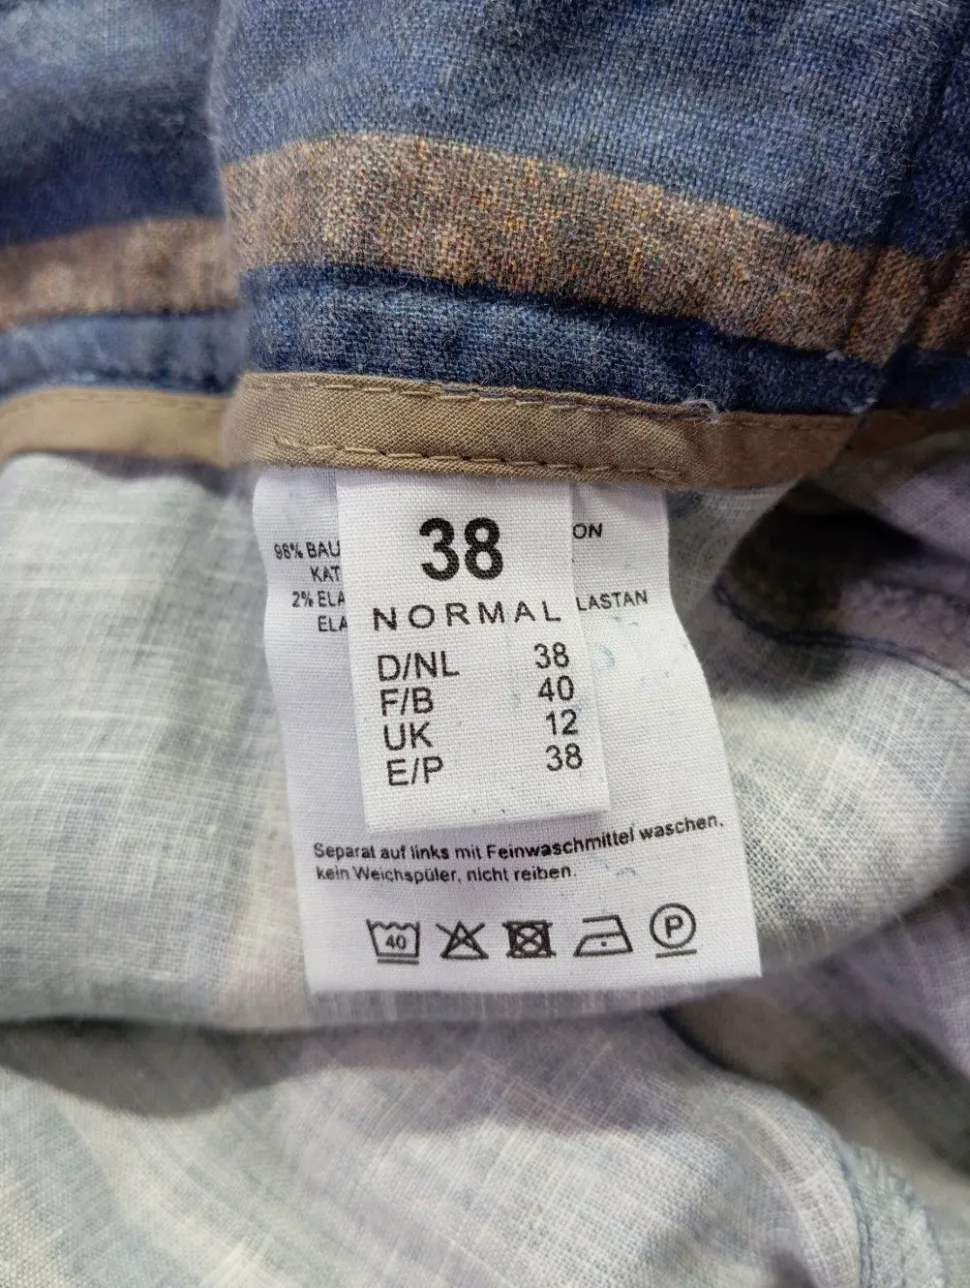 38
NORMAL
D/NL 38
F/B 40
UK 12
E/P 38
98% BAU
ON
KAT
2% ELA
LASTAN
ELA
Separat auf links mit Feinwaschmittel waschen,
kein Weichspüler, nicht reiben.
40 P